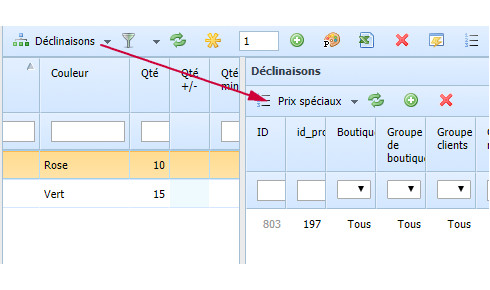 Déclinaisons
1
Couleur Qté Qté +/- Qté min
Rose 10
Vert 15
Déclinaisons
Prix spéciaux
ID id_pro Boutique Groupe de boutique Groupe clients
803 197 Tous Tous Tous